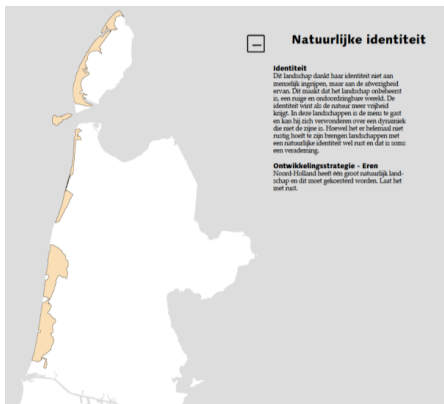 Natuurlijke identiteit
Identiteit
Dit landschap dankt haar identiteit niet aan
menselijk ingrijpen, maar aan de afwezigheid
ervan. Dit maakt dat het landschap onbeheerst
is, een ruige en ondoordringbare wereld. De
identiteit wint als de natuur meer vrijheid
krijgt. In deze landschappen is de mens te gast
en kan hij zich verwonderen over een dynamiek
die niet de zijne is. Hoewel het er helemaal niet
rustig hoeft te zijn brengen landschappen met
een natuurlijke identiteit wel rust en dat is soms
een verademing.
Ontwikkelingsstrategie - Eren
Noord-Holland heeft één groot natuurlijk land-
schap en dit moet gekoesterd worden. Laat het
met rust.